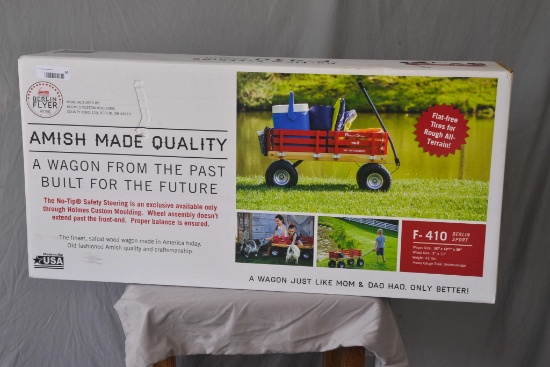 BERLIN
FLYER
AMISH MADE QUALITY
A WAGON FROM THE PAST
BUILT FOR THE FUTURE
The No-Tip® Safety Steering is an exclusive available only
through Holmes Custom Moulding. Wheel assembly doesn't
extend past the front-end. Proper balance is ensured.
The finest, safest wood wagon made in America today.
Old fashioned Amish quality and craftsmanship.
USA
Flat-free
Tires for
Rough All-
Terrain!
F-410 BERLIN
SPORT
A WAGON JUST LIKE MOM & DAD HAD, ONLY BETTER!